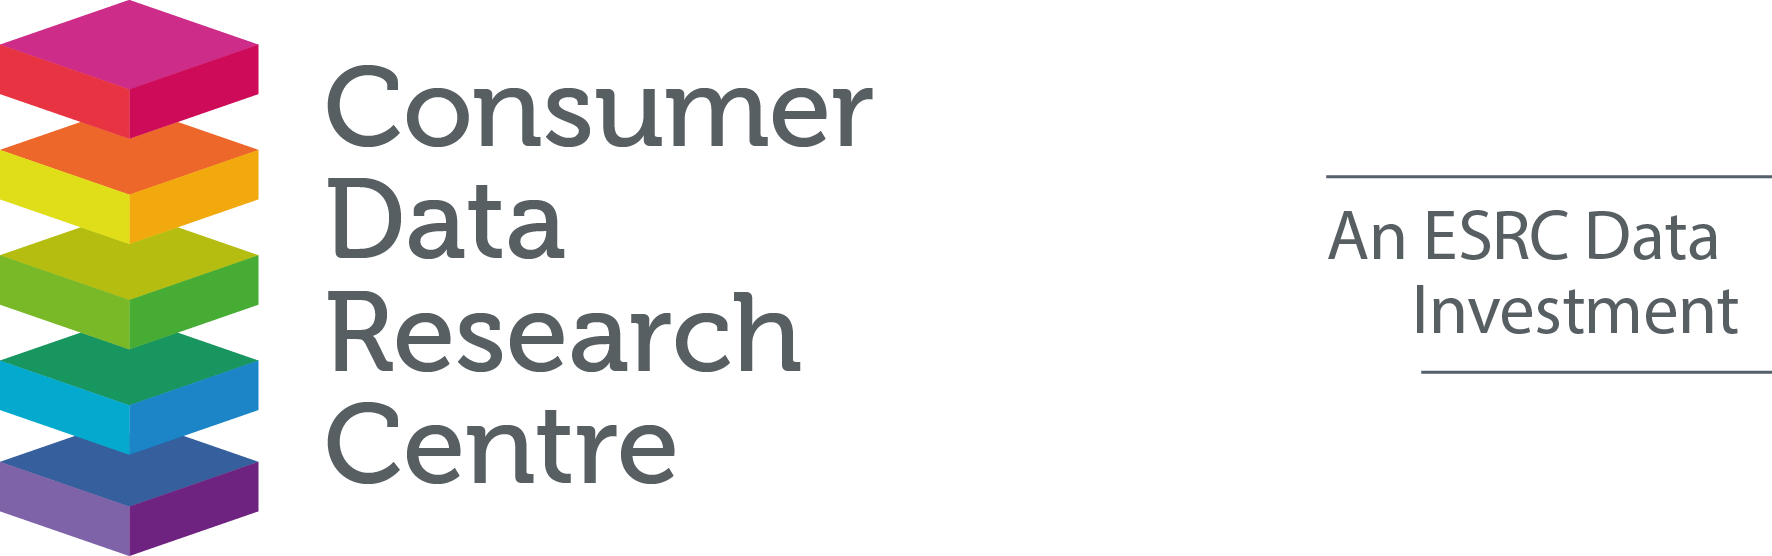 Consumer
Data
Research
Centre
An ESRC Data
Investment